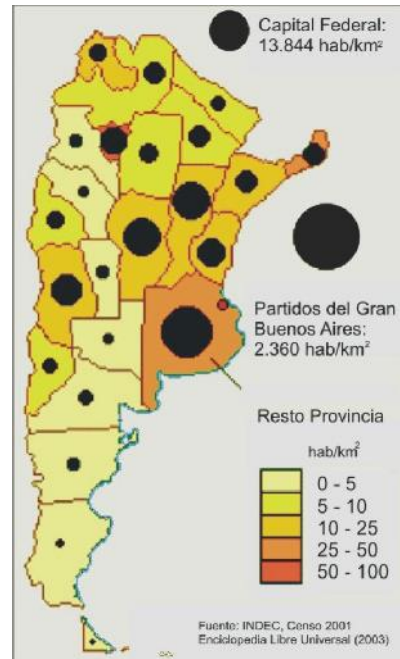 Capital Federal:
13.844 hab/km²
Partidos del Gran
Buenos Aires:
2.360 hab/km²
Resto Provincia
hab/km²
0 - 5
5 - 10
10 - 25
25 - 50
50 - 100
Fuente: INDEC, Censo 2001
Enciclopedia Libre Universal (2003)